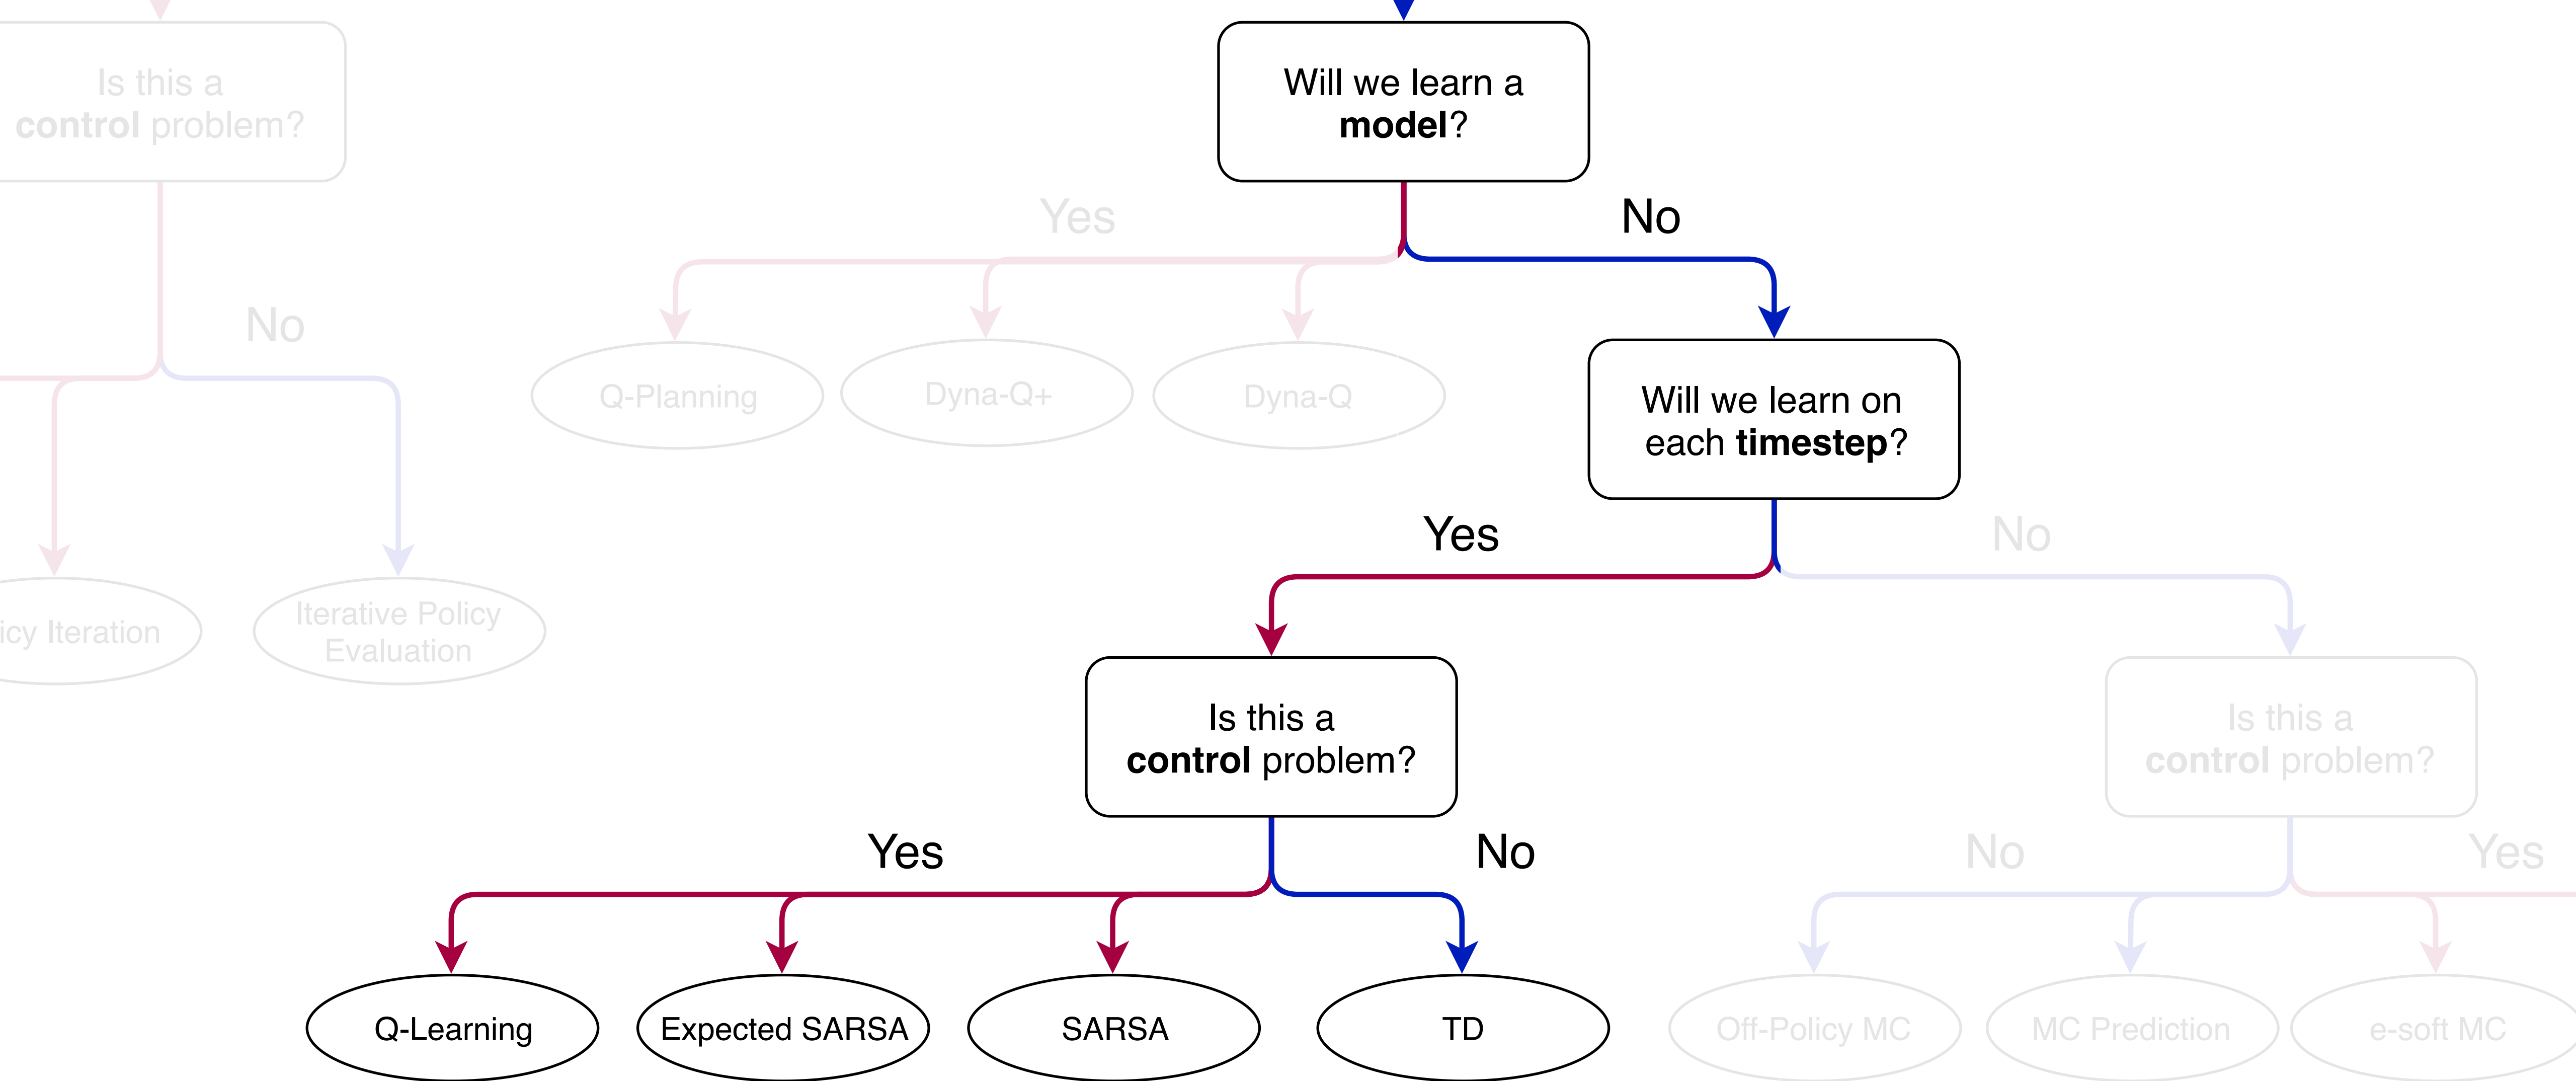 Is this a
control problem?
Will we learn a
model?
Yes
No
No
Q-Planning
Dyna-Q+
Dyna-Q
Will we learn on
each timestep?
Yes
No
icy Iteration
Iterative Policy
Evaluation
Is this a
control problem?
Is this a
control problem?
Yes
No
No
Yes
Q-Learning
Expected SARSA
SARSA
TD
Off-Policy MC
MC Prediction
e-soft MC